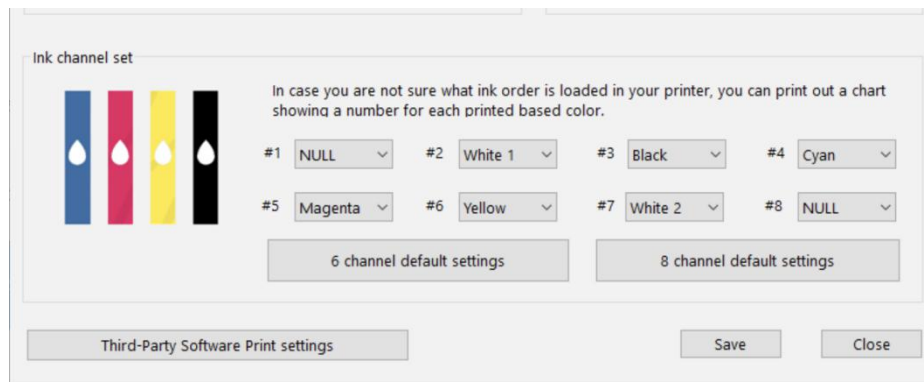 Ink channel set
In case you are not sure what ink order is loaded in your printer, you can print out a chart
showing a number for each printed based color.
#1 NULL #2 White 1 #3 Black #4 Cyan
#5 Magenta #6 Yellow #7 White 2 #8 NULL
6 channel default settings 8 channel default settings
Third-Party Software Print settings Save Close